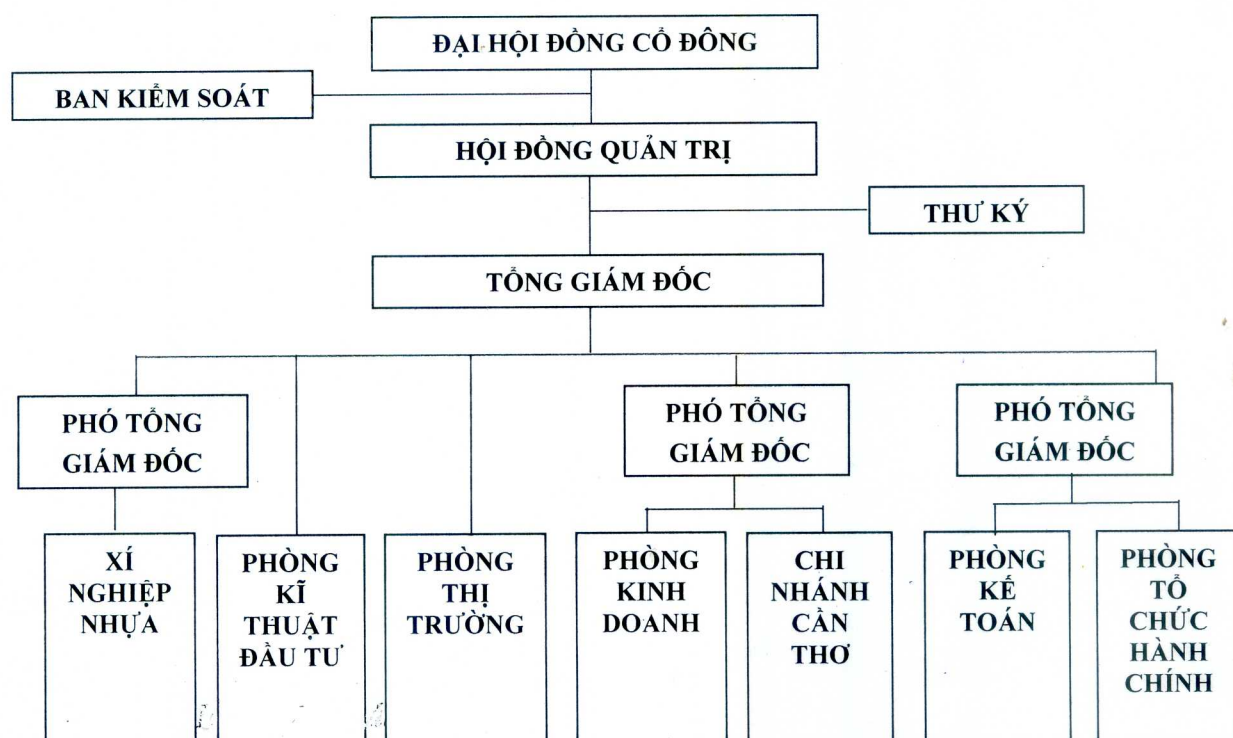 ĐẠI HỘI ĐỒNG CỔ ĐÔNG
BAN KIỂM SOÁT
HỘI ĐỒNG QUẢN TRỊ
THƯ KÝ
TỔNG GIÁM ĐỐC
PHÓ TỔNG
GIÁM ĐỐC
PHÓ TỔNG
GIÁM ĐỐC
PHÓ TỔNG
GIÁM ĐỐC
XÍ
NGHIỆP
NHỰA
PHÒNG
KĨ
THUẬT
ĐẦU TƯ
PHÒNG
THỊ
TRƯỜNG
PHÒNG
KINH
DOANH
CHI
NHÁNH
CẦN
THƠ
PHÒNG
KẾ
TOÁN
PHÒNG
TỔ
CHỨC
HÀNH
CHÍNH